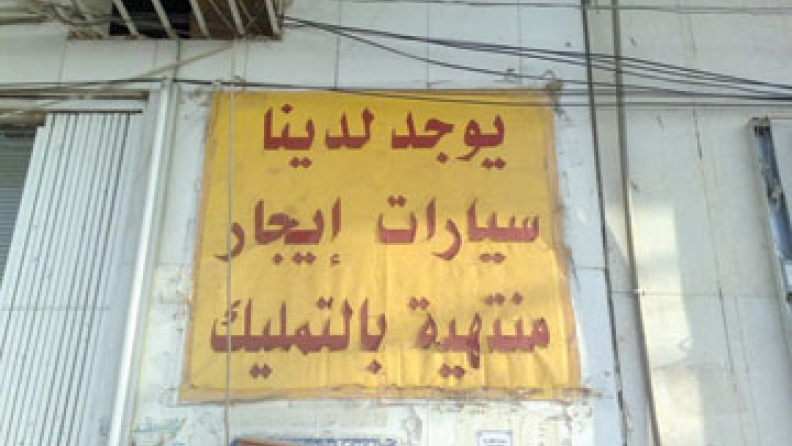 يوجد لدينا
سيارات إيجار
منتهية بالتمليك